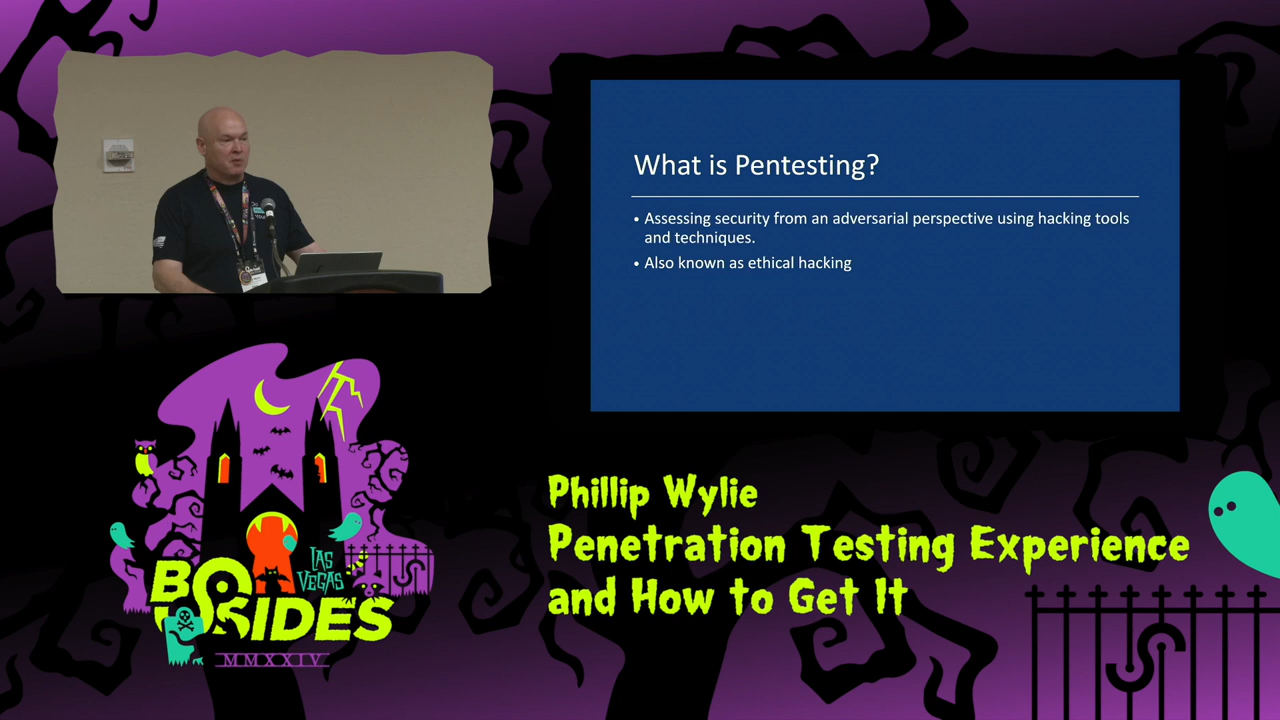 What is Pentesting?
• Assessing security from an adversarial perspective using hacking tools
and techniques.
• Also known as ethical hacking
LAS
VEGAS
BSIDES
MMXXIV
Phillip Wylie
Penetration Testing Experience
and How to Get It